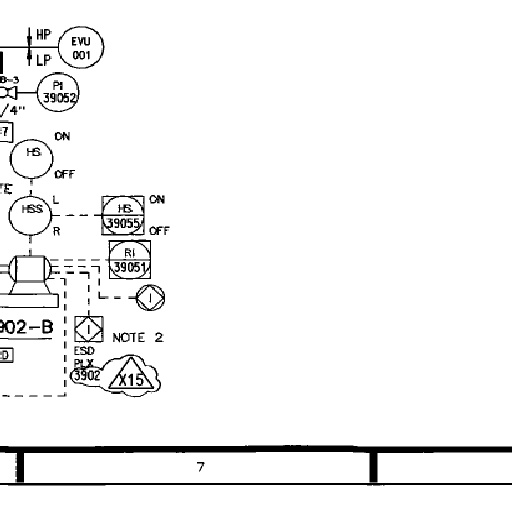 HP
EVU
001
LP
B-3
PI
39052
/4"
F7
ON
HS
OFF
L
HSS
R
ON
HS
39055
OFF
RI
39051
I
902-B
I
NOTE 2
ESD
PLX
3902
X15
7